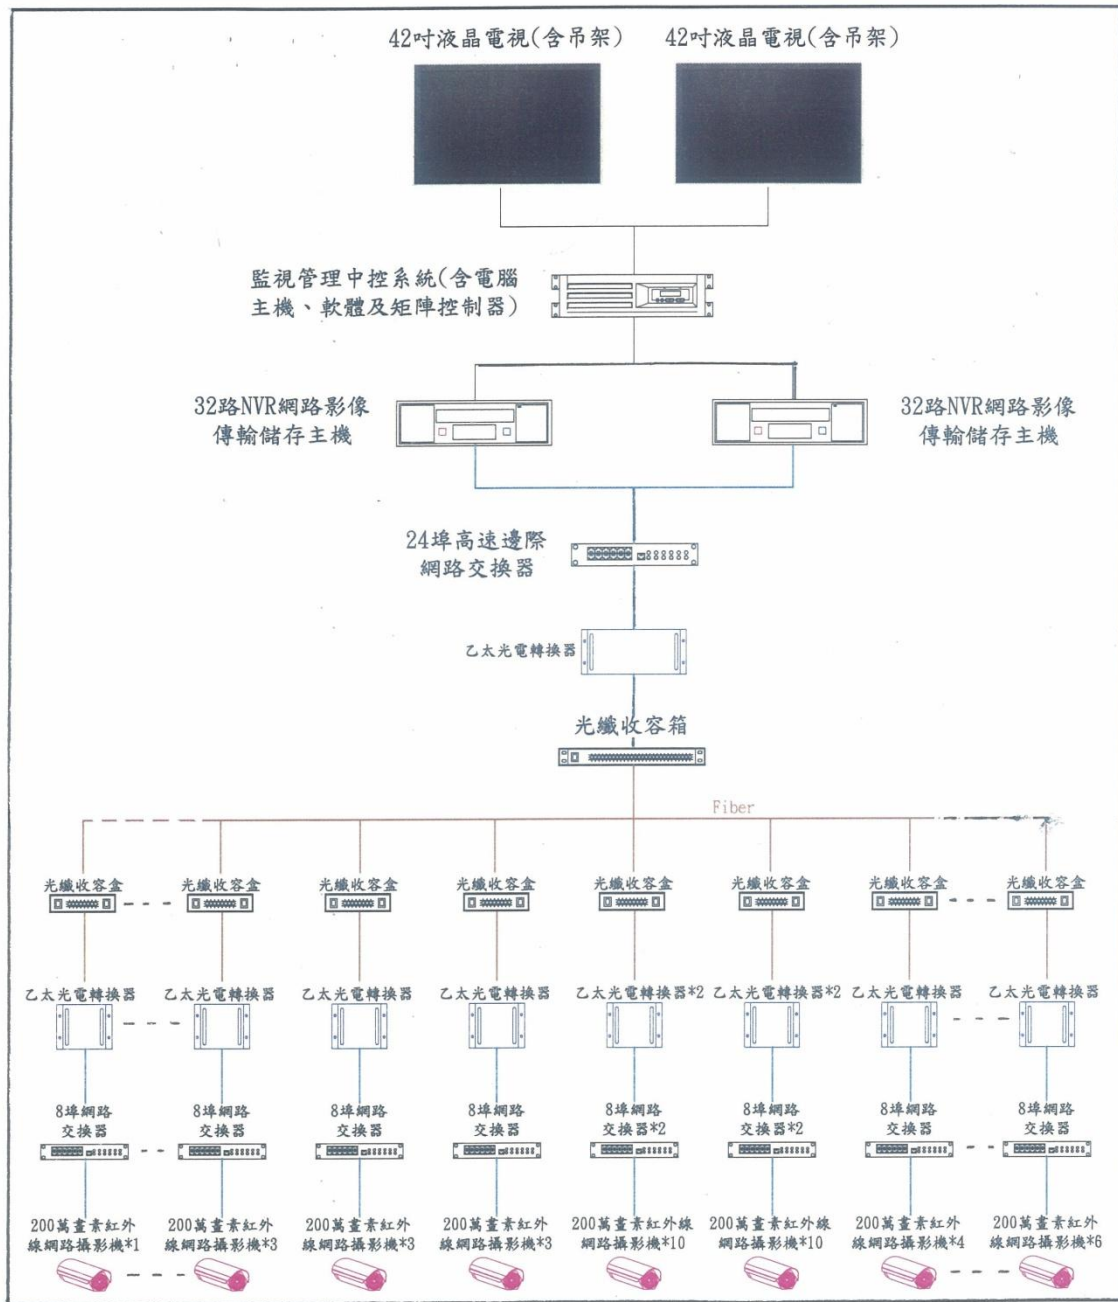 42吋液晶電視(含吊架)
42吋液晶電視(含吊架)
監視管理中控系統(含電腦
主機、軟體及矩陣控制器)
32路NVR網路影像
傳輸儲存主機
32路NVR網路影像
傳輸儲存主機
24埠高速邊際
網路交換器
乙太光電轉換器
光纖收容箱
Fiber
光纖收容盒
光纖收容盒
光纖收容盒
光纖收容盒
光纖收容盒
光纖收容盒
光纖收容盒
光纖收容盒
乙太光電轉換器
乙太光電轉換器
乙太光電轉換器
乙太光電轉換器
乙太光電轉換器*2
乙太光電轉換器*2
乙太光電轉換器
乙太光電轉換器
8埠網路
交換器
8埠網路
交換器
8埠網路
交換器
8埠網路
交換器
8埠網路
交換器*2
8埠網路
交換器*2
8埠網路
交換器
8埠網路
交換器
200萬畫素紅外
線網路攝影機*1
200萬畫素紅外
線網路攝影機*3
200萬畫素紅外
線網路攝影機*3
200萬畫素紅外
線網路攝影機*3
200萬畫素紅外線
網路攝影機*10
200萬畫素紅外線
網路攝影機*10
200萬畫素紅外
線網路攝影機*4
200萬畫素紅外
線網路攝影機*6